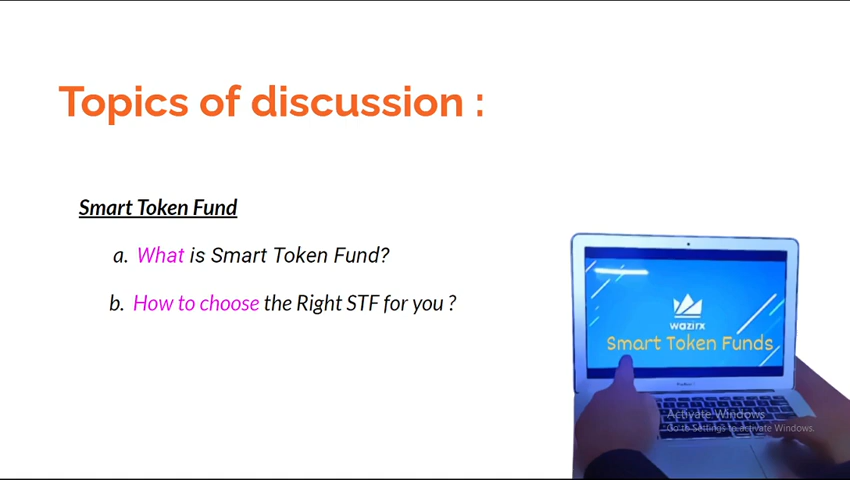 Topics of discussion :
Smart Token Fund
a. What is Smart Token Fund?
b. How to choose the Right STF for you ?
wazirx
Smart Token Funds
Activate Windows
Go to Settings to activate Windows.